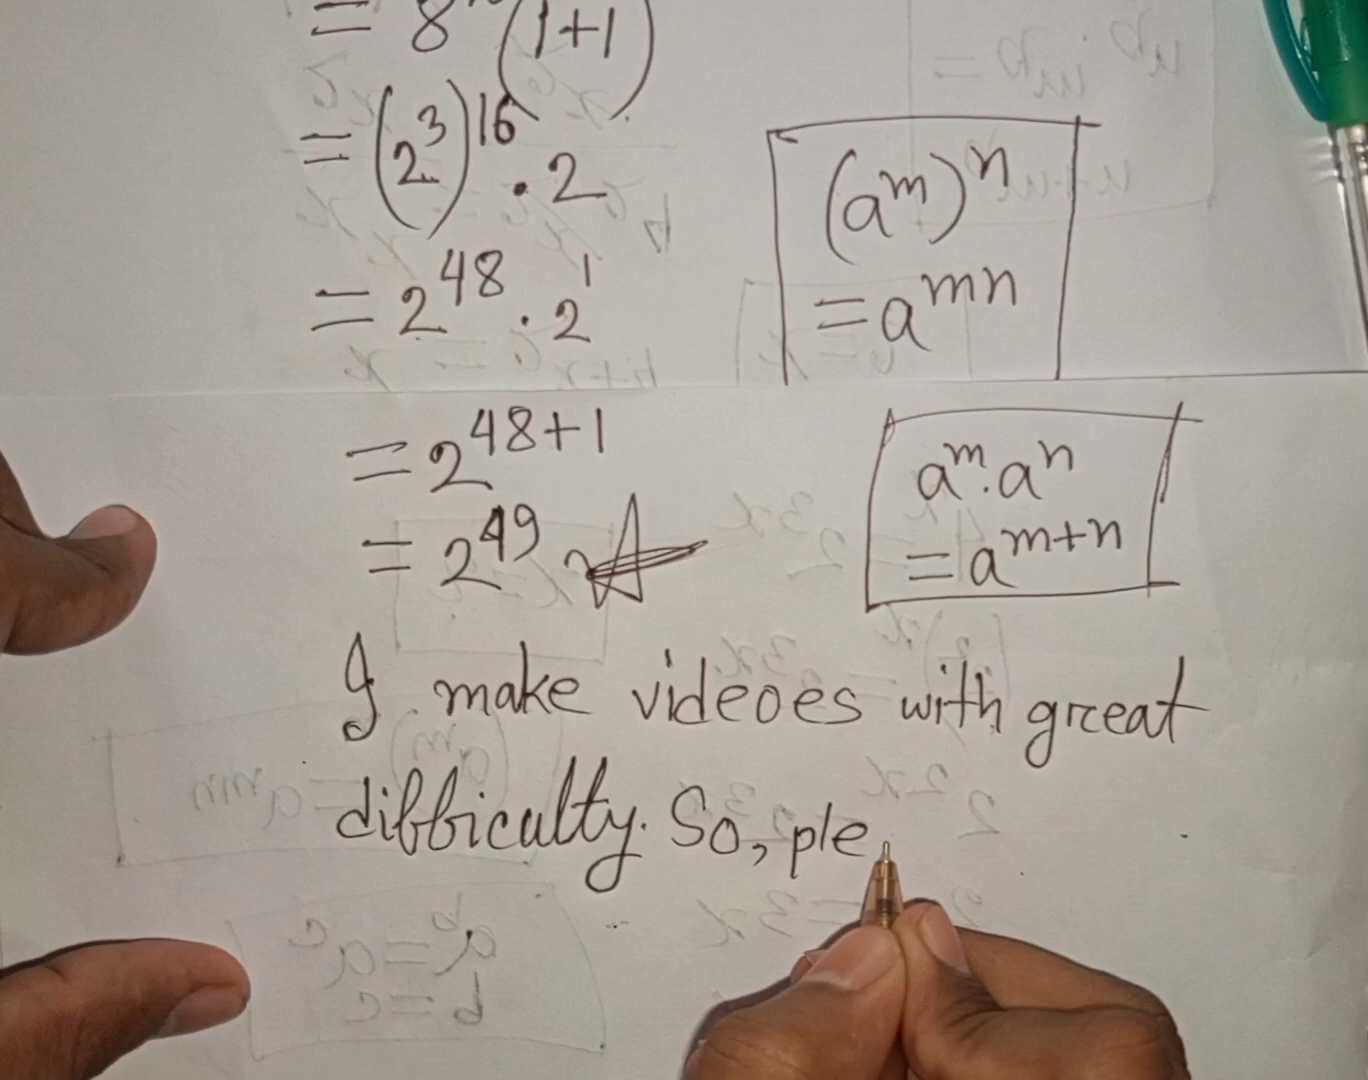 = 8 (1+1)
= (2³)¹⁶ . 2
= 2⁴⁸ . 2¹
(aᵐ)ⁿ
= aᵐⁿ
= 2⁴⁸⁺¹
= 2⁴⁹
aᵐ.aⁿ
= aᵐ⁺ⁿ
I make videoes with great
difficulty. So, ple